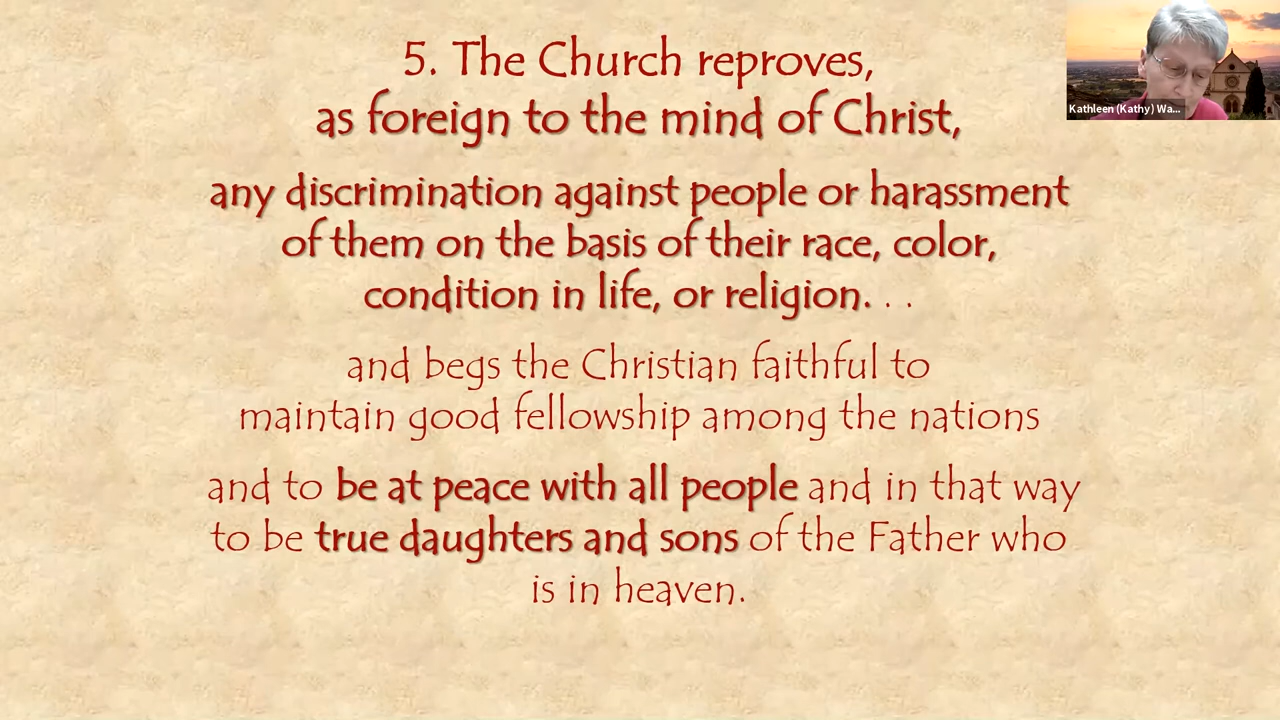 5. The Church reproves,
as foreign to the mind of Christ,
any discrimination against people or harassment
of them on the basis of their race, color,
condition in life, or religion. . .
and begs the Christian faithful to
maintain good fellowship among the nations
and to be at peace with all people and in that way
to be true daughters and sons of the Father who
is in heaven.
Kathleen (Kathy) Wa...